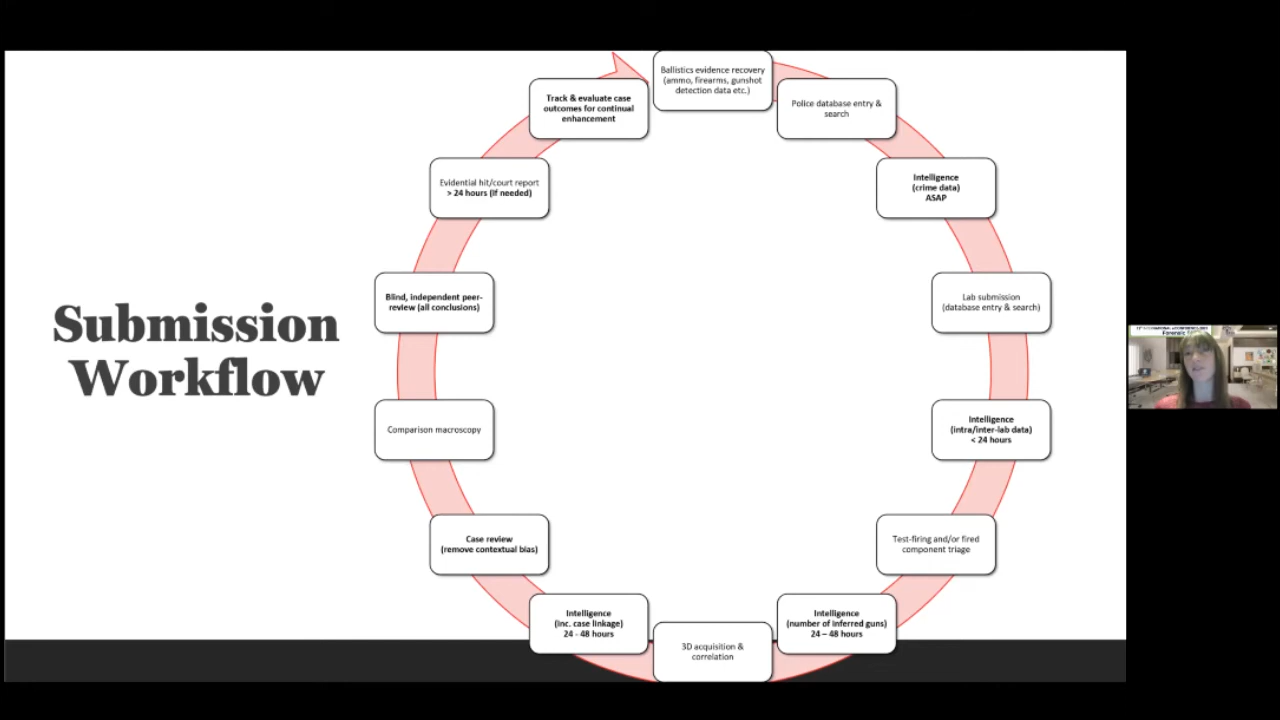 Submission
Workflow
Ballistics evidence recovery
(ammo, firearms, gunshot
detection data etc.)
Police database entry &
search
Intelligence
(crime data)
ASAP
Lab submission
(database entry & search)
Intelligence
(intra/inter-lab data)
< 24 hours
Test-firing and/or fired
component triage
Intelligence
(number of inferred guns)
24 – 48 hours
3D acquisition &
correlation
Intelligence
(inc. case linkage)
24 - 48 hours
Case review
(remove contextual bias)
Comparison macroscopy
Blind, independent peer-
review (all conclusions)
Evidential hit/court report
> 24 hours (if needed)
Track & evaluate case
outcomes for continual
enhancement
Forensic